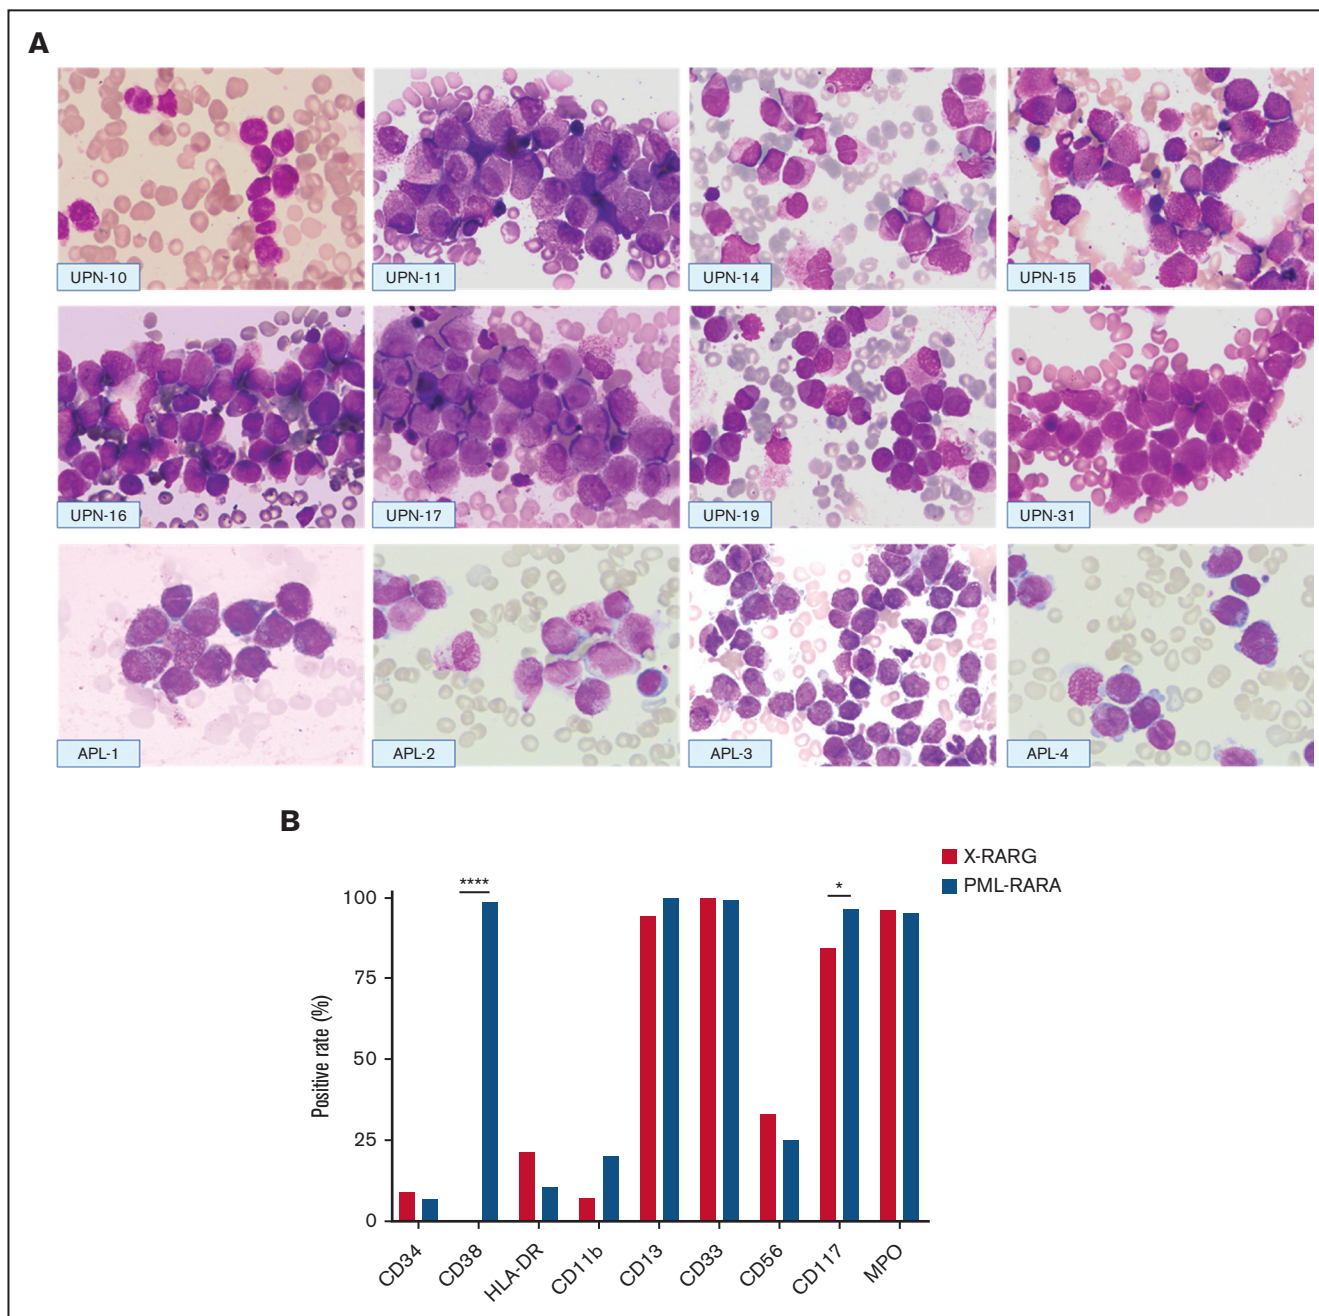 A
UPN-10 UPN-11 UPN-14 UPN-15
UPN-16 UPN-17 UPN-19 UPN-31
APL-1 APL-2 APL-3 APL-4
B
X-RARG
PML-RARA
**** *
100
75
50
25
0
Positive rate (%)
CD34 CD38 HLA-DR CD11b CD13 CD33 CD56 CD117 MPO